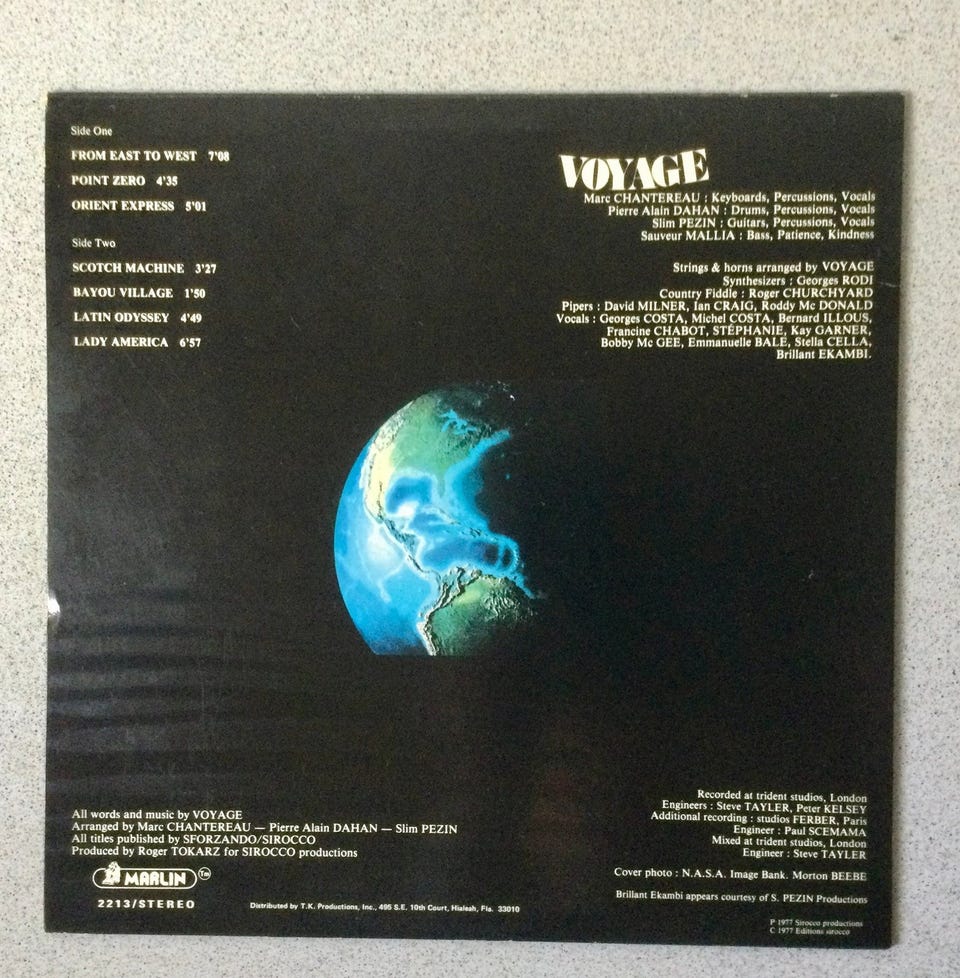 Side One
FROM EAST TO WEST 7'08
POINT ZERO 4'35
ORIENT EXPRESS 5'01
Side Two
SCOTCH MACHINE 3'27
BAYOU VILLAGE 1'50
LATIN ODYSSEY 4'49
LADY AMERICA 6'57
VOYAGE
Marc CHANTEREAU : Keyboards, Percussions, Vocals
Pierre Alain DAHAN : Drums, Percussions, Vocals
Slim PEZIN : Guitars, Percussions, Vocals
Sauveur MALLIA : Bass, Patience, Kindness
Strings & horns arranged by VOYAGE
Synthesizers : Georges RODI
Country Fiddle : Roger CHURCHYARD
Pipers : David MILNER, Ian CRAIG, Roddy Mc DONALD
Vocals : Georges COSTA, Michel COSTA, Bernard ILLOUS,
Francine CHABOT, STÉPHANIE, Kay GARNER,
Bobby Mc GEE, Emmanuelle BALE, Stella CELLA,
Brillant EKAMBI.
All words and music by VOYAGE
Arranged by Marc CHANTEREAU — Pierre Alain DAHAN — Slim PEZIN
All titles published by SFORZANDO/SIROCCO
Produced by Roger TOKARZ for SIROCCO productions
MARLIN Tm
2213/STEREO
Distributed by T.K. Productions, Inc., 495 S.E. 10th Court, Hialeah, Fla. 33010
Recorded at trident studios, London
Engineers : Steve TAYLER, Peter KELSEY
Additional recording : studios FERBER, Paris
Engineer : Paul SCEMAMA
Mixed at trident studios, London
Engineer : Steve TAYLER
Cover photo : N.A.S.A. Image Bank. Morton BEEBE
Brillant Ekambi appears courtesy of S. PEZIN Productions
P 1977 Sirocco productions
C 1977 Editions sirocco